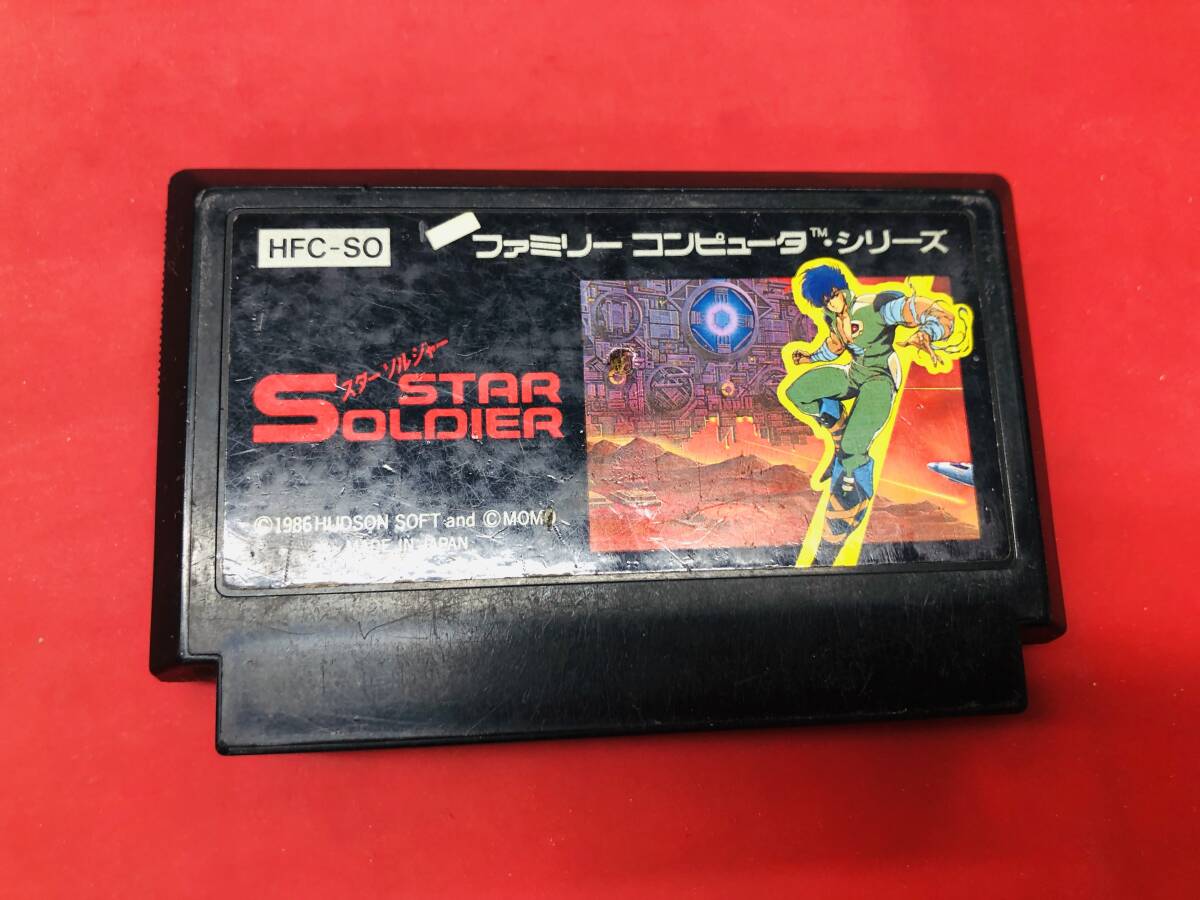 HFC-SO
ファミリー コンピュータ™・シリーズ
スターソルジャー
STAR
SOLDIER
©1986 HUDSON SOFT and ©MOMO
MADE IN JAPAN